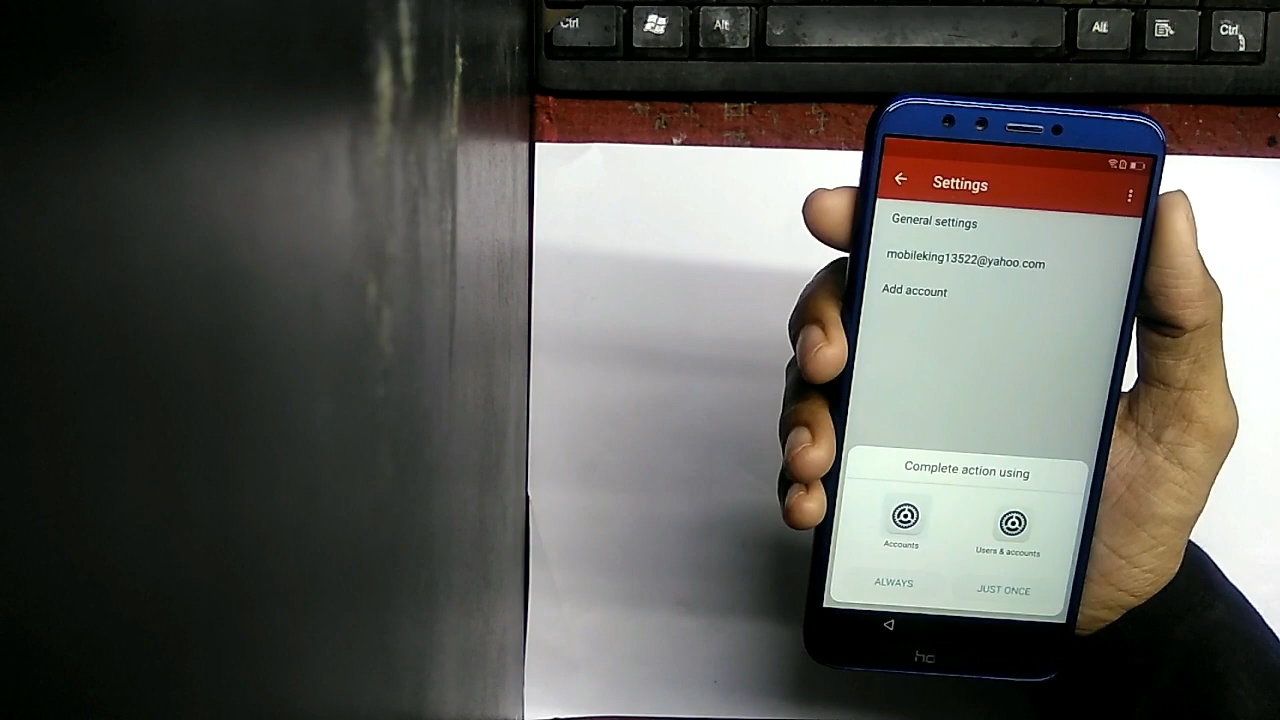 Ctrl
Alt
Alt
Ctrl
Settings
General settings
mobileking13522@yahoo.com
Add account
Complete action using
Accounts
Users & accounts
ALWAYS
JUST ONCE